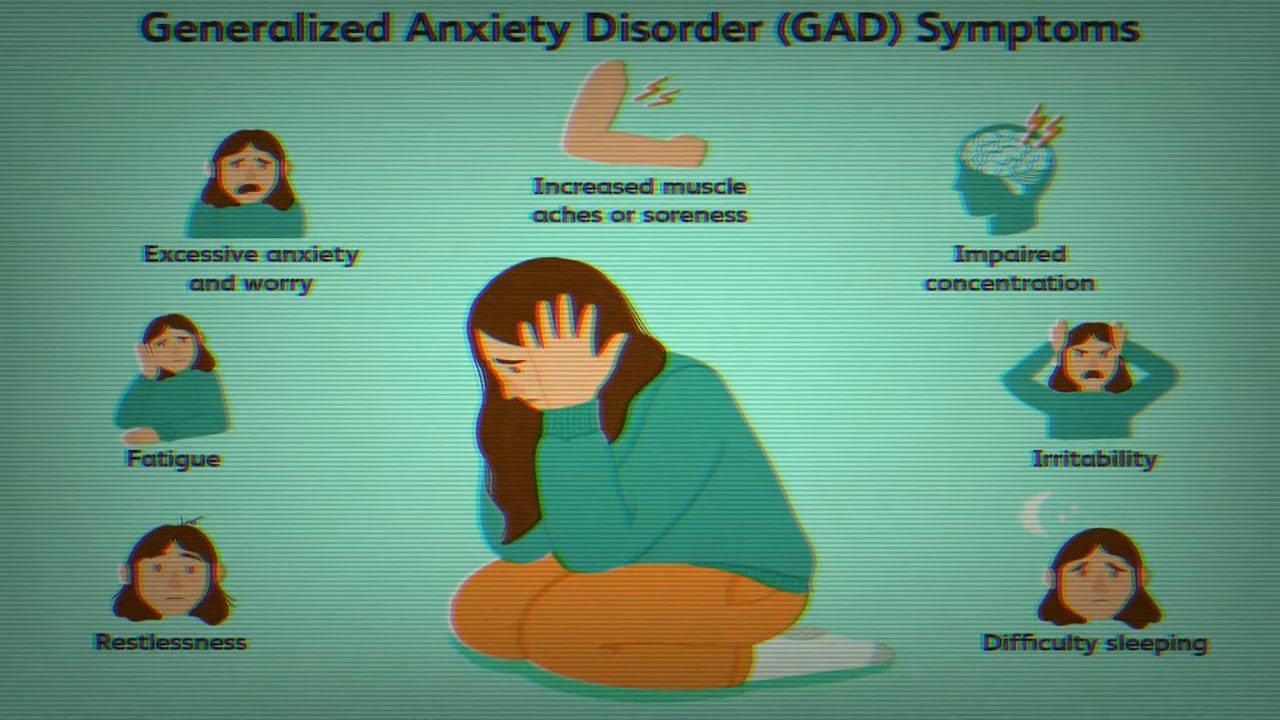 Generalized Anxiety Disorder (GAD) Symptoms
Increased muscle
aches or soreness
Excessive anxiety
and worry
Impaired
concentration
Fatigue
Irritability
Restlessness
Difficulty sleeping